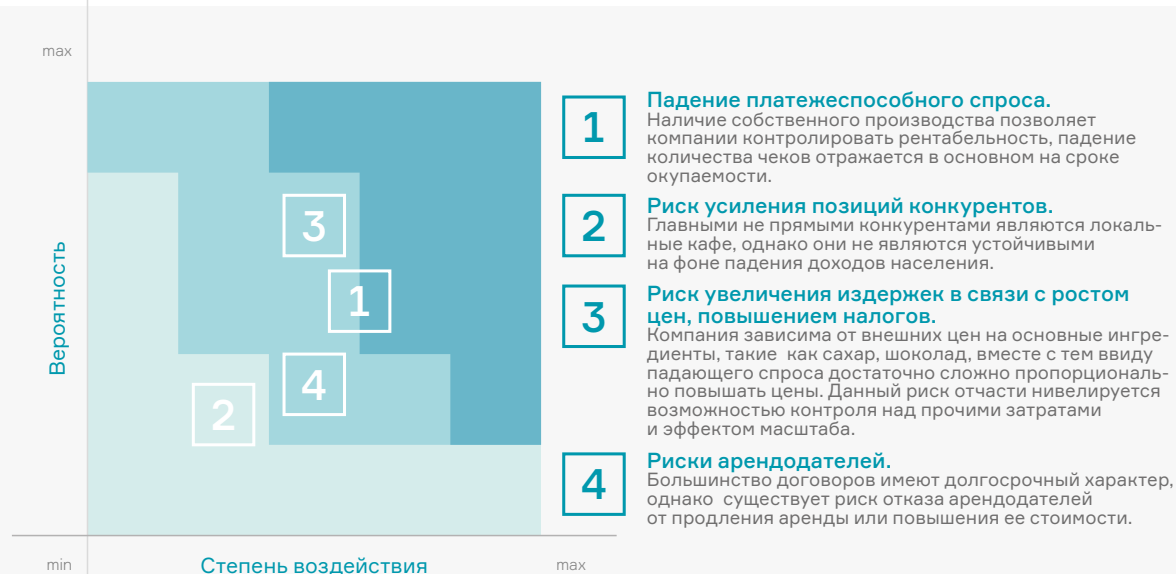 max
Вероятность
3
1
4
2
min
Степень воздействия
max
1
Падение платежеспособного спроса.
Наличие собственного производства позволяет
компании контролировать рентабельность, падение
количества чеков отражается в основном на сроке
окупаемости.
2
Риск усиления позиций конкурентов.
Главными не прямыми конкурентами являются локаль-
ные кафе, однако они не являются устойчивыми
на фоне падения доходов населения.
3
Риск увеличения издержек в связи с ростом
цен, повышением налогов.
Компания зависима от внешних цен на основные ингре-
диенты, такие  как сахар, шоколад, вместе с тем ввиду
падающего спроса достаточно сложно пропорциональ-
но повышать цены. Данный риск отчасти нивелируется
возможностью контроля над прочими затратами
и эффектом масштаба.
4
Риски арендодателей.
Большинство договоров имеют долгосрочный характер,
однако  существует риск отказа арендодателей
от продления аренды или повышения ее стоимости.